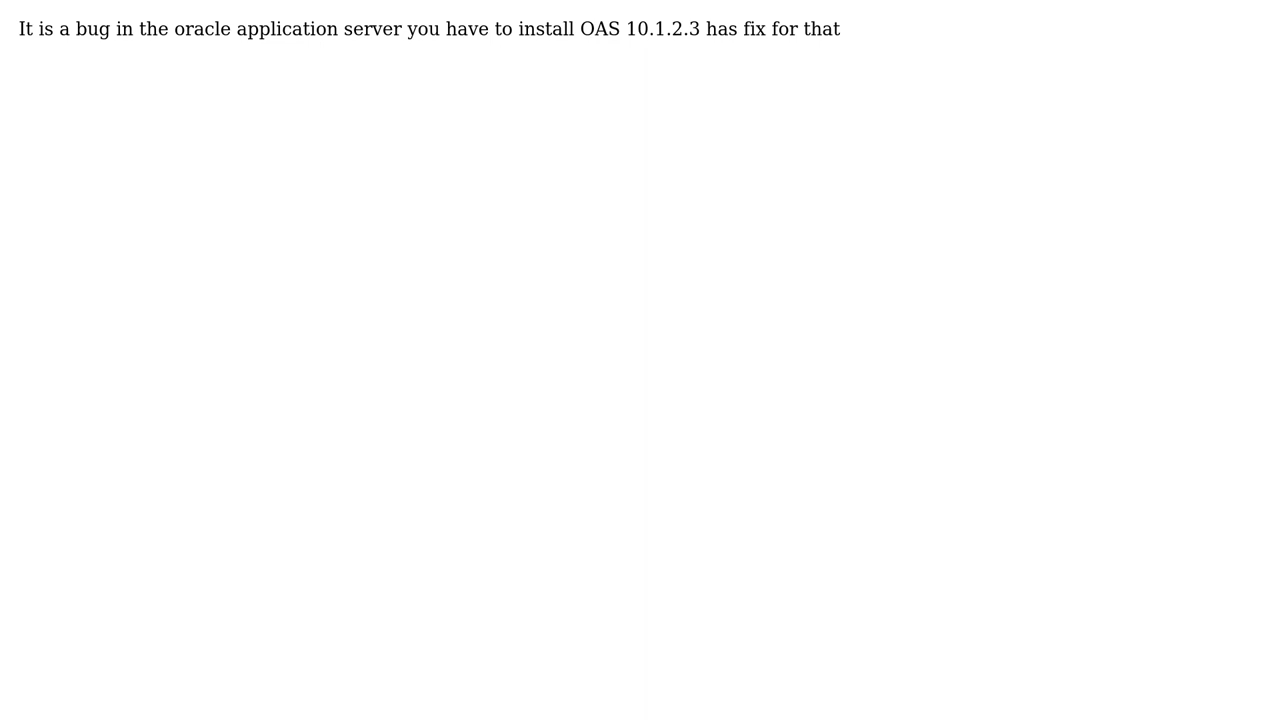 It is a bug in the oracle application server you have to install OAS 10.1.2.3 has fix for that